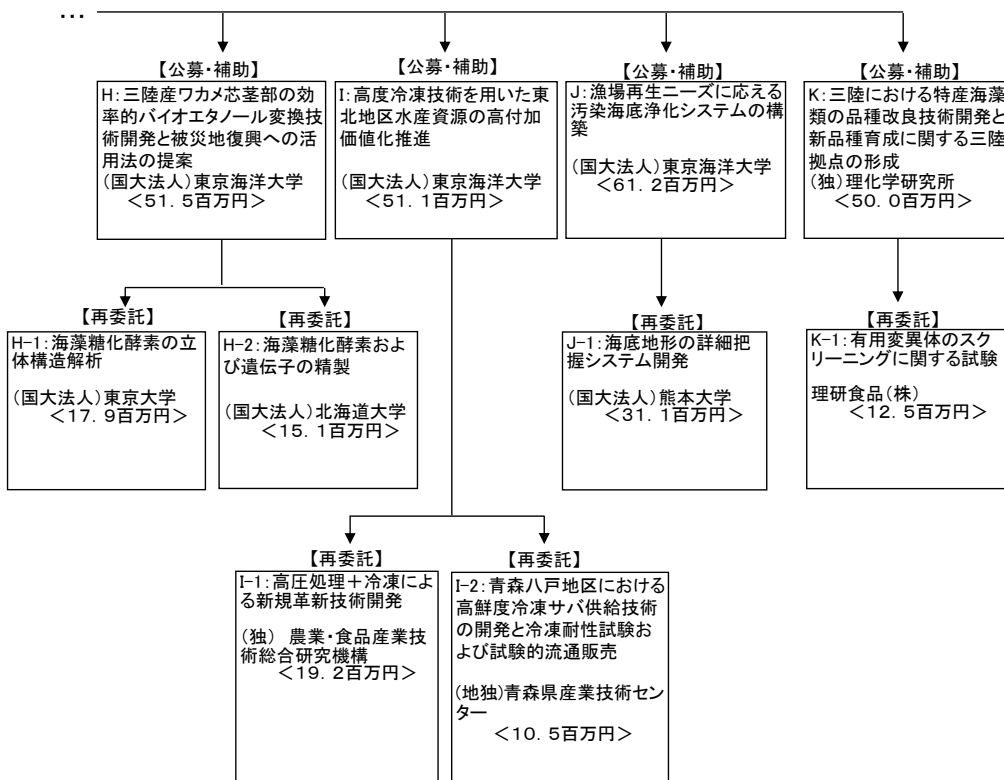 ...
【公募・補助】
H:三陸産ワカメ芯茎部の効
率的バイオエタノール変換技
術開発と被災地復興への活
用法の提案
(国大法人)東京海洋大学
＜51．5百万円＞
【公募・補助】
I:高度冷凍技術を用いた東
北地区水産資源の高付加
価値化推進
(国大法人)東京海洋大学
＜51．1百万円＞
【公募・補助】
J:漁場再生ニーズに応える
汚染海底浄化システムの構
築
(国大法人)東京海洋大学
＜61．2百万円＞
【公募・補助】
K:三陸における特産海藻
類の品種改良技術開発と
新品種育成に関する三陸
拠点の形成
(独)理化学研究所
＜50．0百万円＞
【再委託】
H-1:海藻糖化酵素の立
体構造解析
(国大法人)東京大学
＜17．9百万円＞
【再委託】
H-2:海藻糖化酵素およ
び遺伝子の精製
(国大法人)北海道大学
＜15．1百万円＞
【再委託】
J-1:海底地形の詳細把
握システム開発
(国大法人)熊本大学
＜31．1百万円＞
【再委託】
K-1:有用変異体のスク
リーニングに関する試験
理研食品(株)
＜12．5百万円＞
【再委託】
I-1:高圧処理＋冷凍によ
る新規革新技術開発
(独)　農業・食品産業技
術総合研究機構
＜19．2百万円＞
【再委託】
I-2:青森八戸地区における
高鮮度冷凍サバ供給技術
の開発と冷凍耐性試験お
よび試験的流通販売
(地独)青森県産業技術セン
ター
＜10．5百万円＞